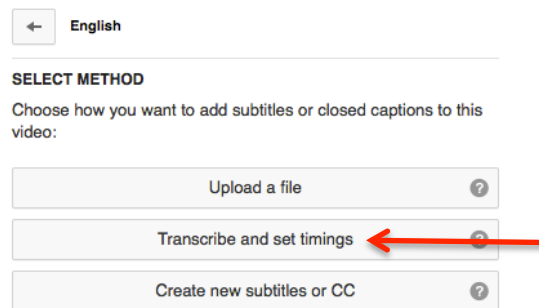 English
SELECT METHOD
Choose how you want to add subtitles or closed captions to this
video:
Upload a file ?
Transcribe and set timings ?
Create new subtitles or CC ?